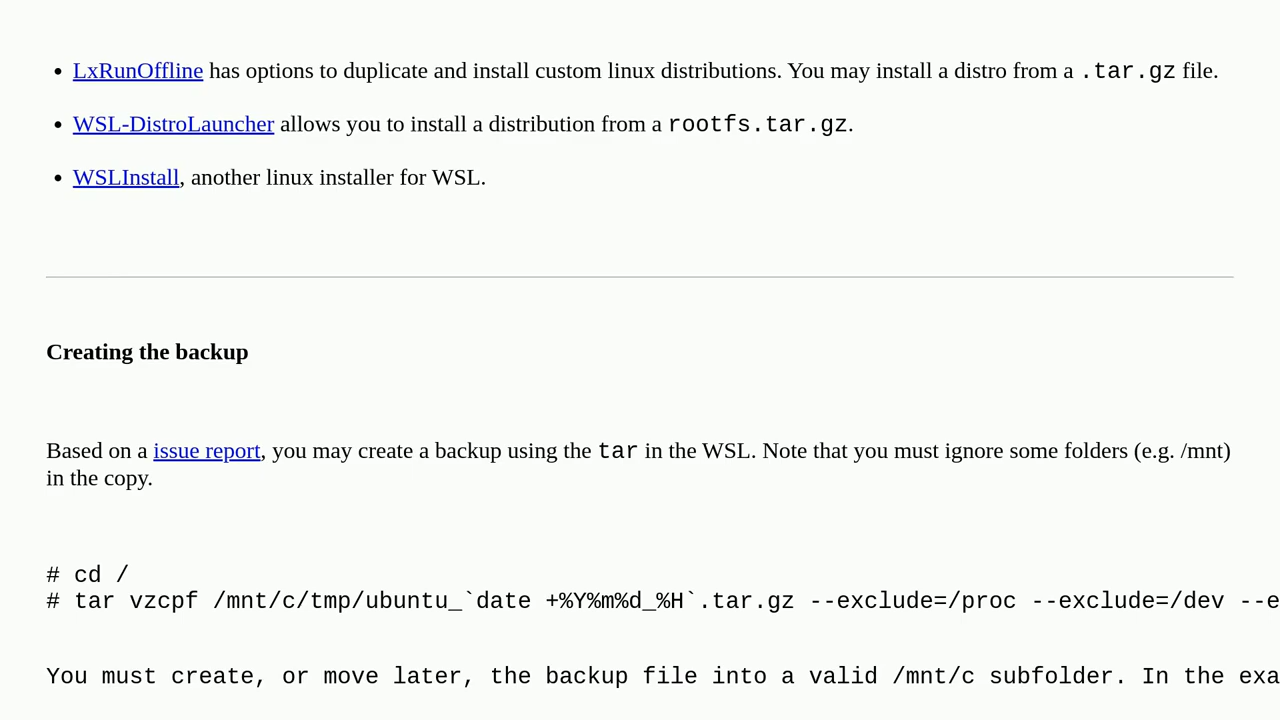 • LxRunOffline has options to duplicate and install custom linux distributions. You may install a distro from a .tar.gz file.
• WSL-DistroLauncher allows you to install a distribution from a rootfs.tar.gz.
• WSLInstall, another linux installer for WSL.
Creating the backup
Based on a issue report, you may create a backup using the tar in the WSL. Note that you must ignore some folders (e.g. /mnt)
in the copy.
# cd /
# tar vzcpf /mnt/c/tmp/ubuntu_`date +%Y%m%d_%H`.tar.gz --exclude=/proc --exclude=/dev --e
You must create, or move later, the backup file into a valid /mnt/c subfolder. In the exa